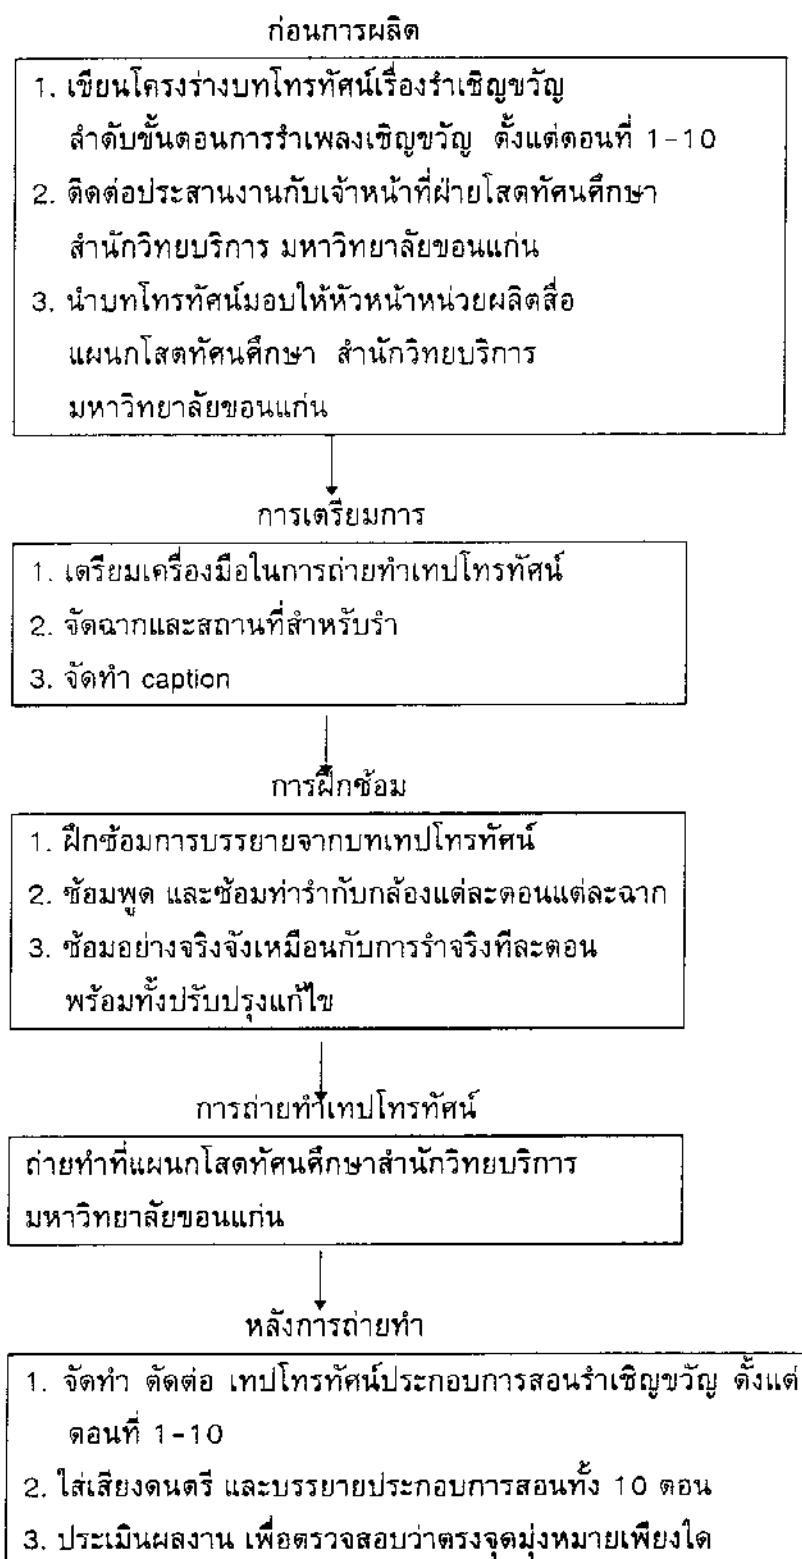 ก่อนการผลิต
1. เขียนโครงร่างบทโทรทัศน์เรื่องรำเชิญขวัญ
ลำดับขั้นตอนการรำเพลงเชิญขวัญ ตั้งแต่ตอนที่ 1-10
2. ติดต่อประสานงานกับเจ้าหน้าที่ฝ่ายโสตทัศนศึกษา
สำนักวิทยบริการ มหาวิทยาลัยขอนแก่น
3. นำบทโทรทัศน์มอบให้หัวหน้าหน่วยผลิตสื่อ
แผนกโสตทัศนศึกษา สำนักวิทยบริการ
มหาวิทยาลัยขอนแก่น
การเตรียมการ
1. เตรียมเครื่องมือในการถ่ายทำเทปโทรทัศน์
2. จัดฉากและสถานที่สำหรับรำ
3. จัดทำ caption
การฝึกซ้อม
1. ฝึกซ้อมการบรรยายจากบทเทปโทรทัศน์
2. ซ้อมพูด และซ้อมท่ารำกับกล้องแต่ละตอนแต่ละฉาก
3. ซ้อมอย่างจริงจังเหมือนกับการรำจริงทีละตอน
พร้อมทั้งปรับปรุงแก้ไข
การถ่ายทำเทปโทรทัศน์
ถ่ายทำที่แผนกโสตทัศนศึกษาสำนักวิทยบริการ
มหาวิทยาลัยขอนแก่น
หลังการถ่ายทำ
1. จัดทำ ตัดต่อ เทปโทรทัศน์ประกอบการสอนรำเชิญขวัญ ตั้งแต่
ตอนที่ 1-10
2. ใส่เสียงดนตรี และบรรยายประกอบการสอนทั้ง 10 ตอน
3. ประเมินผลงาน เพื่อตรวจสอบว่าตรงจุดมุ่งหมายเพียงใด